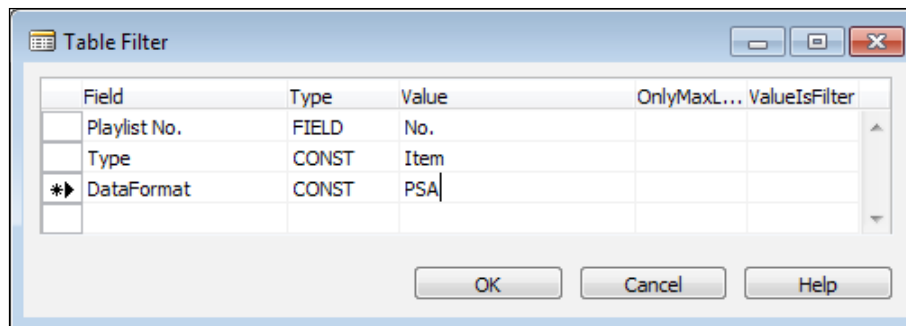 Table Filter
Field Type Value OnlyMaxL... ValueIsFilter
Playlist No. FIELD No.
Type CONST Item
DataFormat CONST PSA
OK Cancel Help